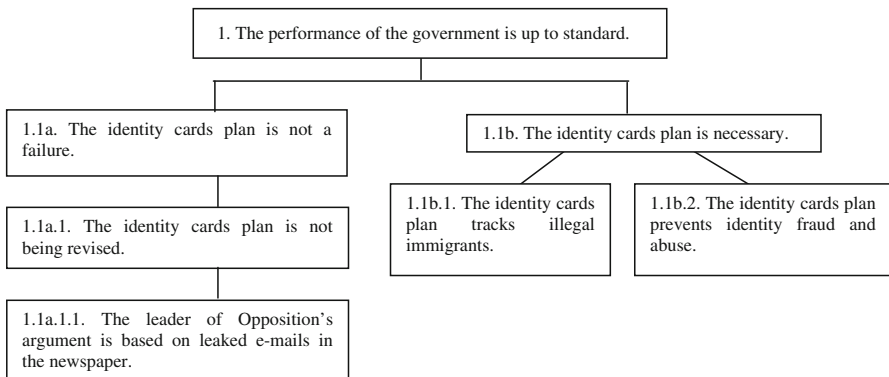 1. The performance of the government is up to standard.
1.1a. The identity cards plan is not a
failure.
1.1b. The identity cards plan is necessary.
1.1a.1. The identity cards plan is not
being revised.
1.1b.1. The identity cards
plan tracks illegal
immigrants.
1.1b.2. The identity cards plan
prevents identity fraud and
abuse.
1.1a.1.1. The leader of Opposition’s
argument is based on leaked e-mails in
the newspaper.